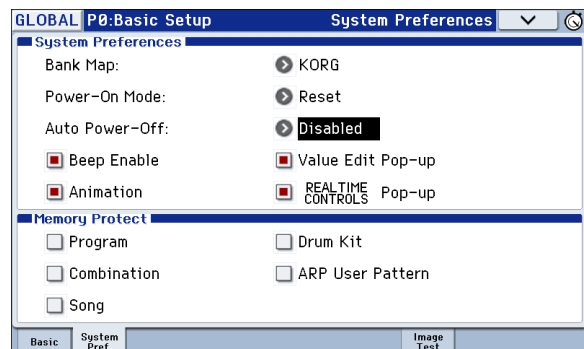 GLOBAL P0:Basic Setup System Preferences
System Preferences
Bank Map: KORG
Power-On Mode: Reset
Auto Power-Off: Disabled
Beep Enable Value Edit Pop-up
Animation REALTIME CONTROLS Pop-up
Memory Protect
Program Drum Kit
Combination ARP User Pattern
Song
Basic System Pref Image Test